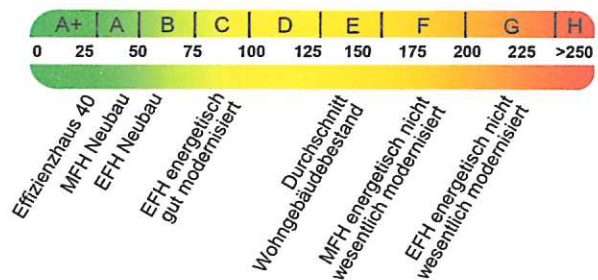 A+ A B C D E F G H
0 25 50 75 100 125 150 175 200 225 >250
Effizienzhaus 40
MFH Neubau
EFH Neubau
EFH energetisch
gut modernisiert
Durchschnitt
Wohngebäudebestand
MFH energetisch nicht
wesentlich modernisiert
EFH energetisch nicht
wesentlich modernisiert